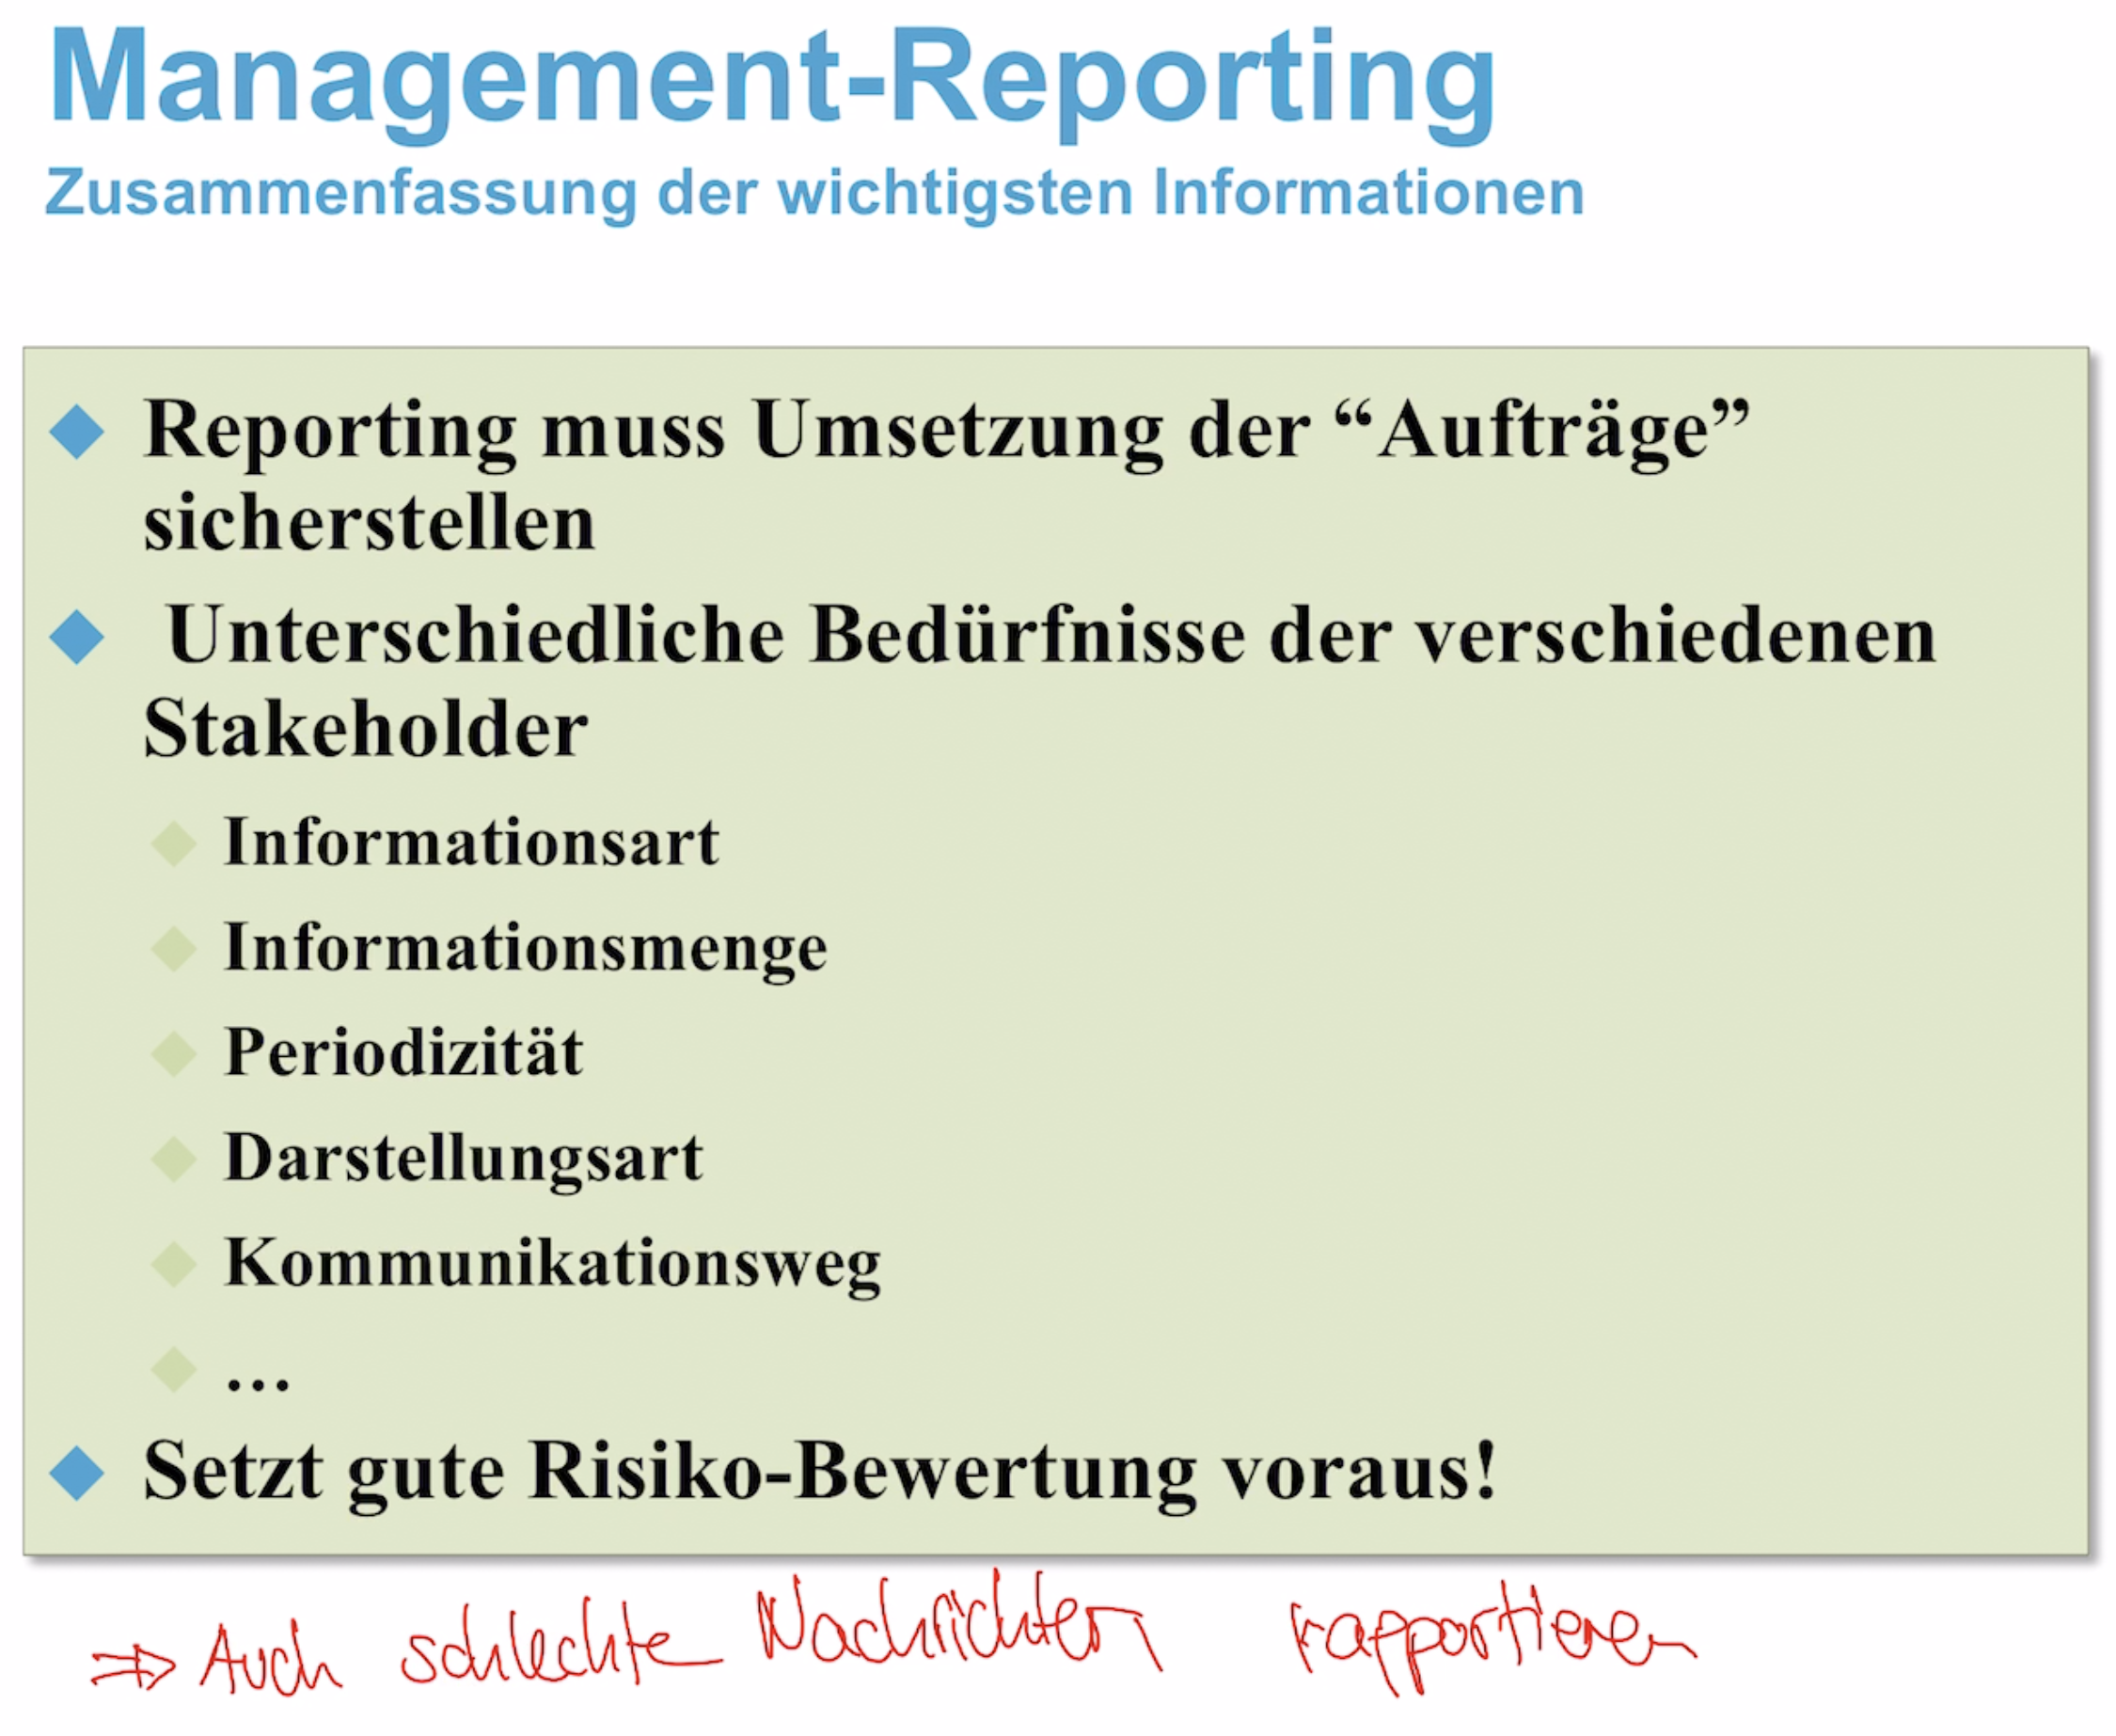 Management-Reporting
Zusammenfassung der wichtigsten Informationen
Reporting muss Umsetzung der “Aufträge”
sicherstellen
Unterschiedliche Bedürfnisse der verschiedenen
Stakeholder
Informationsart
Informationsmenge
Periodizität
Darstellungsart
Kommunikationsweg
...
Setzt gute Risiko-Bewertung voraus!
⇒ Auch schlechte Nachrichten rapportieren